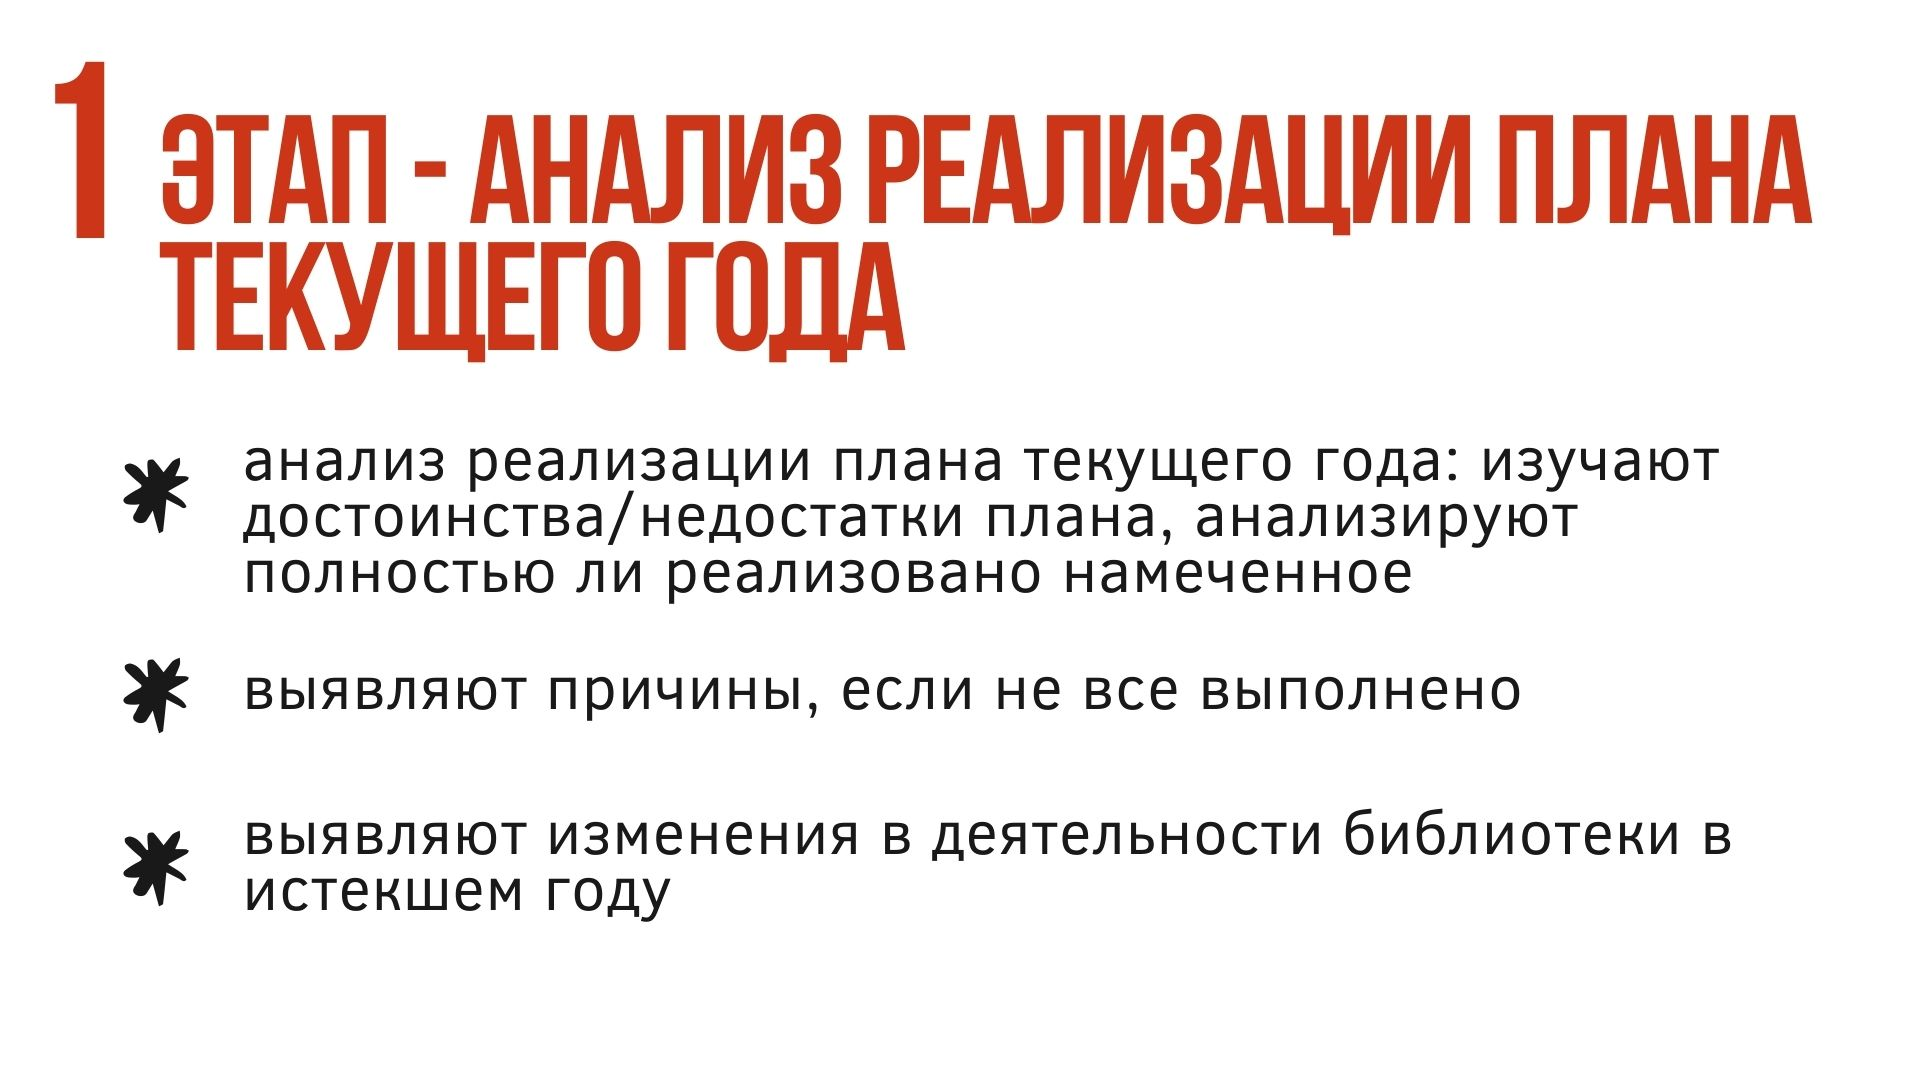 1
ЭТАП - АНАЛИЗ РЕАЛИЗАЦИИ ПЛАНА
ТЕКУЩЕГО ГОДА
анализ реализации плана текущего года: изучают
достоинства/недостатки плана, анализируют
полностью ли реализовано намеченное
выявляют причины, если не все выполнено
выявляют изменения в деятельности библиотеки в
истекшем году